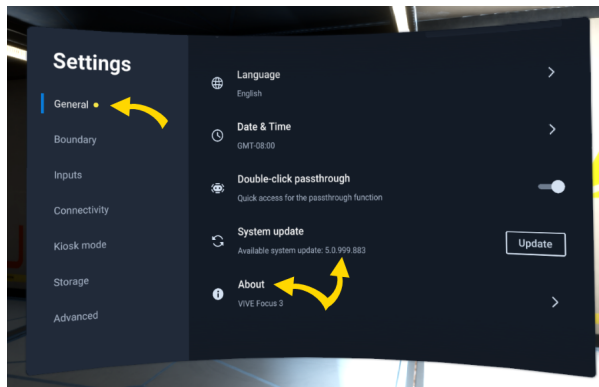 Settings
General
Boundary
Inputs
Connectivity
Kiosk mode
Storage
Advanced
Language
English
Date & Time
GMT-08:00
Double-click passthrough
Quick access for the passthrough function
System update
Available system update: 5.0.999.883
Update
About
VIVE Focus 3